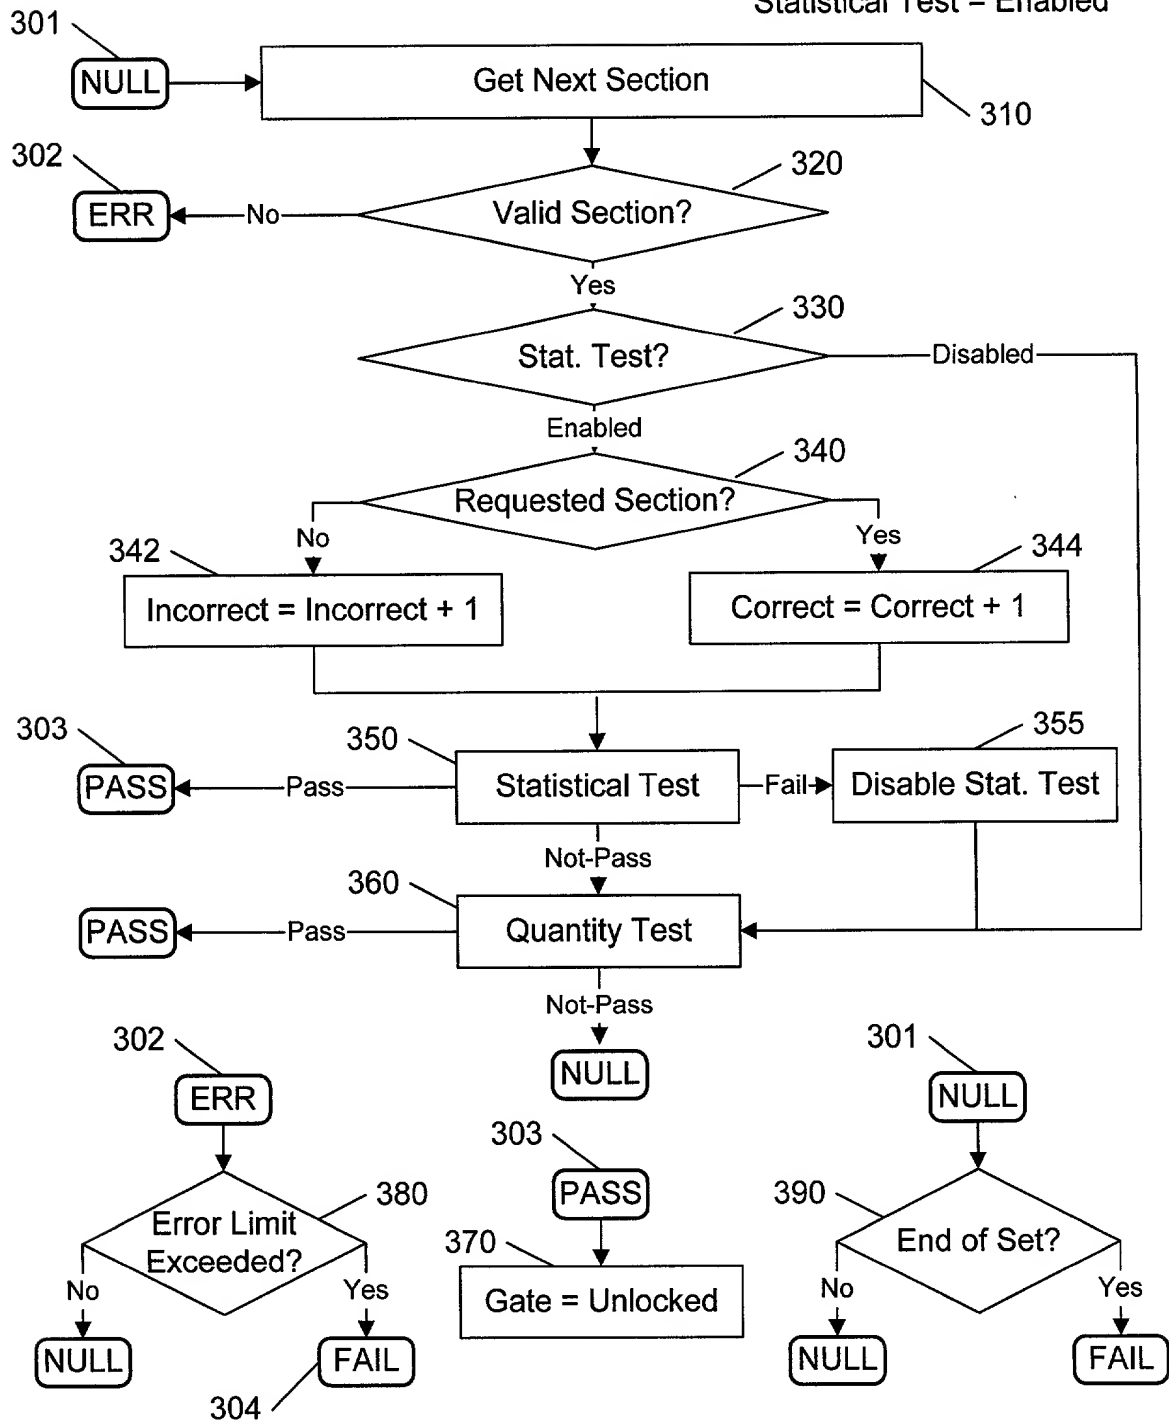 Statistical Test = Enabled
301
NULL
Get Next Section
310
302
320
ERR
No
Valid Section?
Yes
330
Stat. Test?
Disabled
Enabled
340
Requested Section?
No
Yes
342
344
Incorrect = Incorrect + 1
Correct = Correct + 1
303
350
355
PASS
Pass
Statistical Test
Fail
Disable Stat. Test
Not-Pass
360
PASS
Pass
Quantity Test
Not-Pass
NULL
302
ERR
380
Error Limit
Exceeded?
No
Yes
NULL
FAIL
304
303
PASS
370
Gate = Unlocked
301
NULL
390
End of Set?
No
Yes
NULL
FAIL